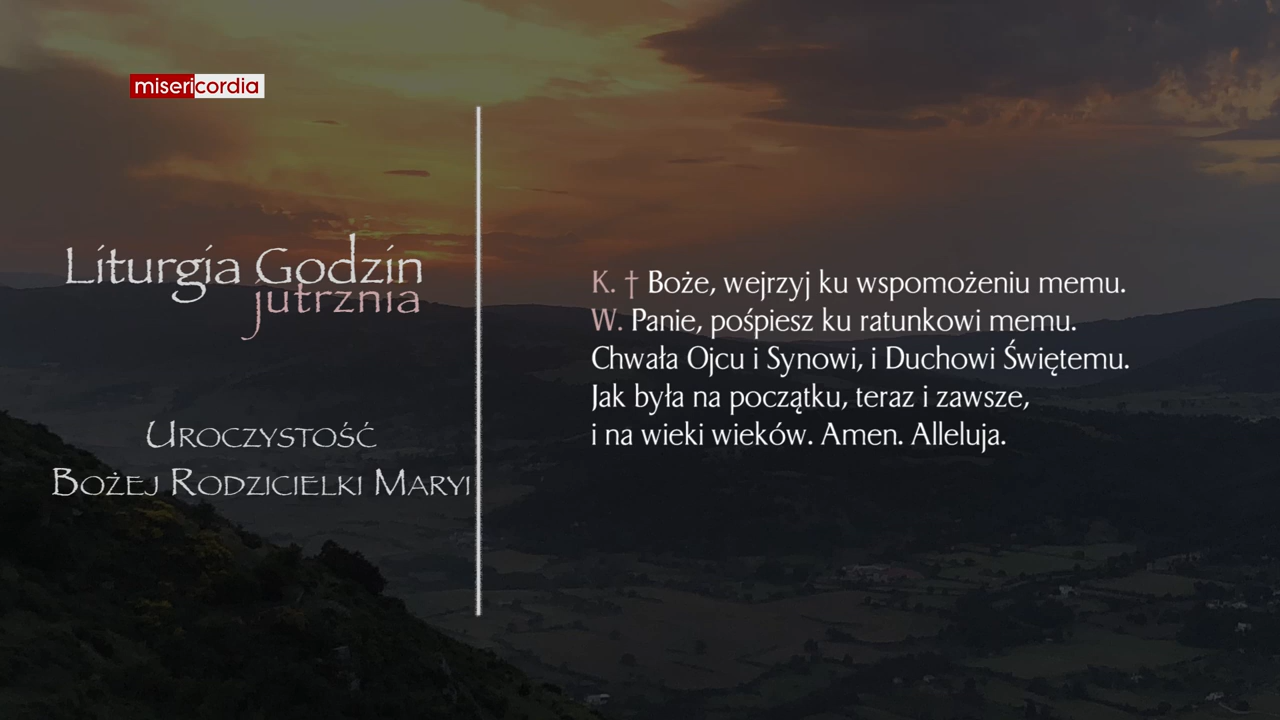 misericordia
Liturgia Godzin
jutrznia
Uroczystość
Bożej Rodzicielki Maryi
K. † Boże, wejrzyj ku wspomożeniu memu.
W. Panie, pośpiesz ku ratunkowi memu.
Chwała Ojcu i Synowi, i Duchowi Świętemu.
Jak była na początku, teraz i zawsze,
i na wieki wieków. Amen. Alleluja.